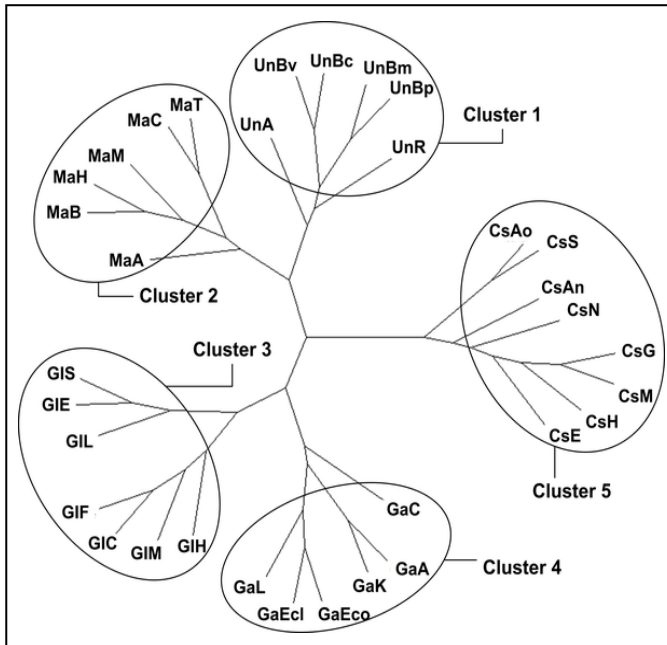 UnBv
UnBc
UnBm
UnBp
UnA
UnR
Cluster 1
MaT
MaC
MaM
MaH
MaB
MaA
Cluster 2
CsAo
CsS
CsAn
CsN
CsG
CsM
CsH
CsE
Cluster 5
Cluster 3
GlS
GlE
GlL
GlF
GlC
GlM
GlH
GaC
GaA
GaK
GaEco
GaEcl
GaL
Cluster 4